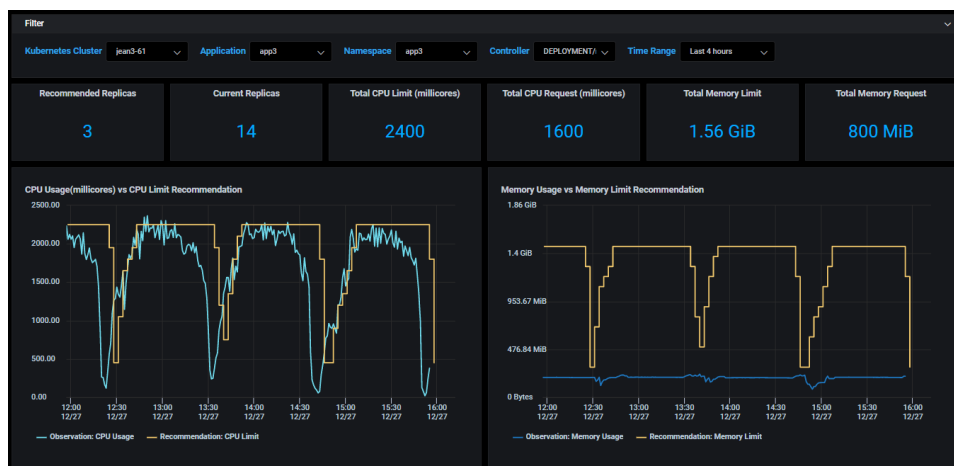 Filter
Kubernetes Cluster jean3-61 Application app3 Namespace app3 Controller DEPLOYMENT/ Time Range Last 4 hours
Recommended Replicas Current Replicas Total CPU Limit (millicores) Total CPU Request (millicores) Total Memory Limit Total Memory Request
3 14 2400 1600 1.56 GiB 800 MiB
CPU Usage(millicores) vs CPU Limit Recommendation
2500.00
2000.00
1500.00
1000.00
500.00
0.00
12:00 12:30 13:00 13:30 14:00 14:30 15:00 15:30 16:00
12/27 12/27 12/27 12/27 12/27 12/27 12/27 12/27 12/27
Observation: CPU Usage Recommendation: CPU Limit
Memory Usage vs Memory Limit Recommendation
1.86 GiB
1.4 GiB
953.67 MiB
476.84 MiB
0 Bytes
12:00 12:30 13:00 13:30 14:00 14:30 15:00 15:30 16:00
12/27 12/27 12/27 12/27 12/27 12/27 12/27 12/27 12/27
Observation: Memory Usage Recommendation: Memory Limit